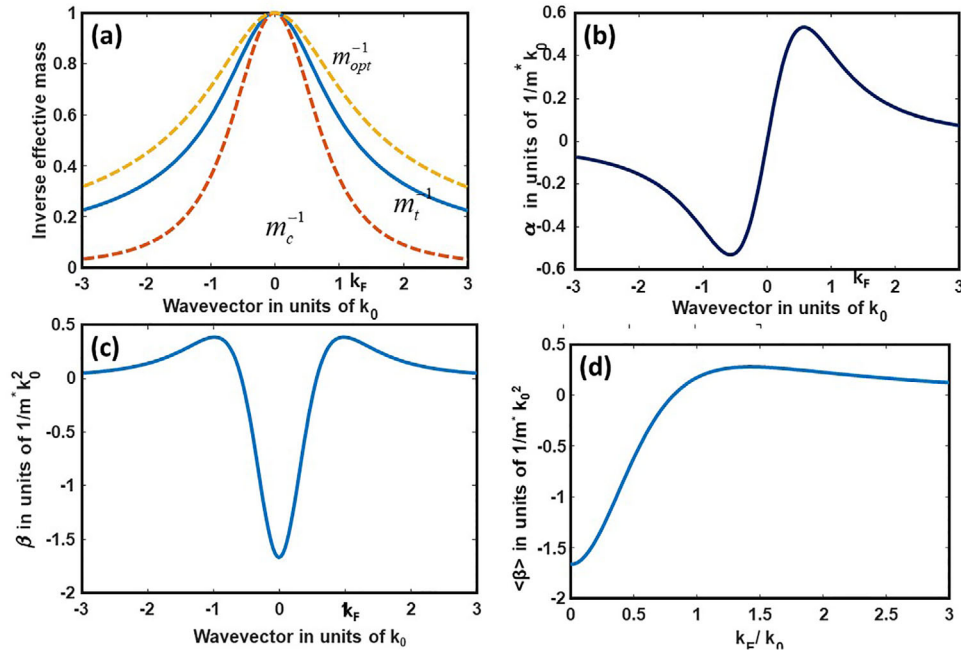 (a)
m_opt^-1
m_t^-1
m_c^-1
Inverse effective mass
1
0.8
0.6
0.4
0.2
0
-3 -2 -1 0 1 2 3
k_F
Wavevector in units of k_0
(b)
α in units of 1/m* k_0
0.6
0.4
0.2
0
-0.2
-0.4
-0.6
-3 -2 -1 0 1 2 3
k_F
Wavevector in units of k_0
(c)
β in units of 1/m* k_0^2
0.5
0
-0.5
-1
-1.5
-2
-3 -2 -1 0 1 2 3
k_F
Wavevector in units of k_0
(d)
<β> in units of 1/m* k_0^2
0.5
0
-0.5
-1
-1.5
-2
0 0.5 1 1.5 2 2.5 3
k_F/ k_0